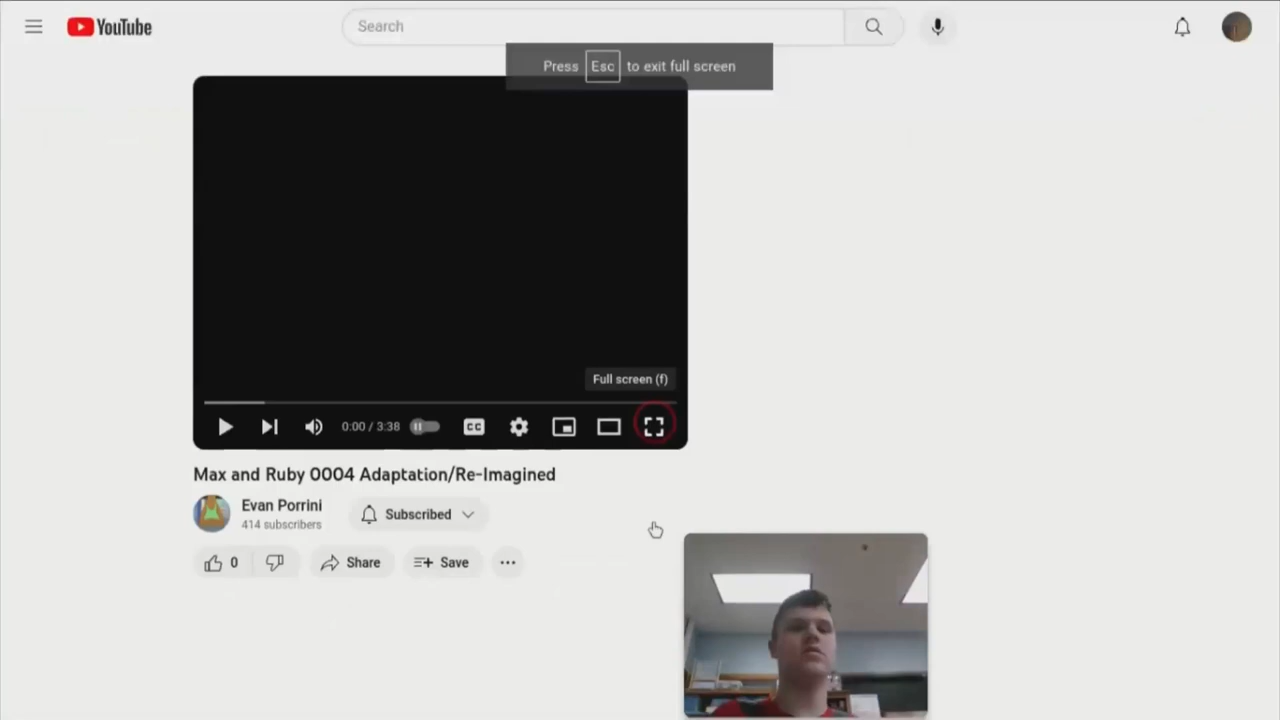 YouTube
Search
Press Esc to exit full screen
Full screen (f)
0:00 / 3:38
CC
Max and Ruby 0004 Adaptation/Re-Imagined
Evan Porrini
414 subscribers
Subscribed
0
Share
Save